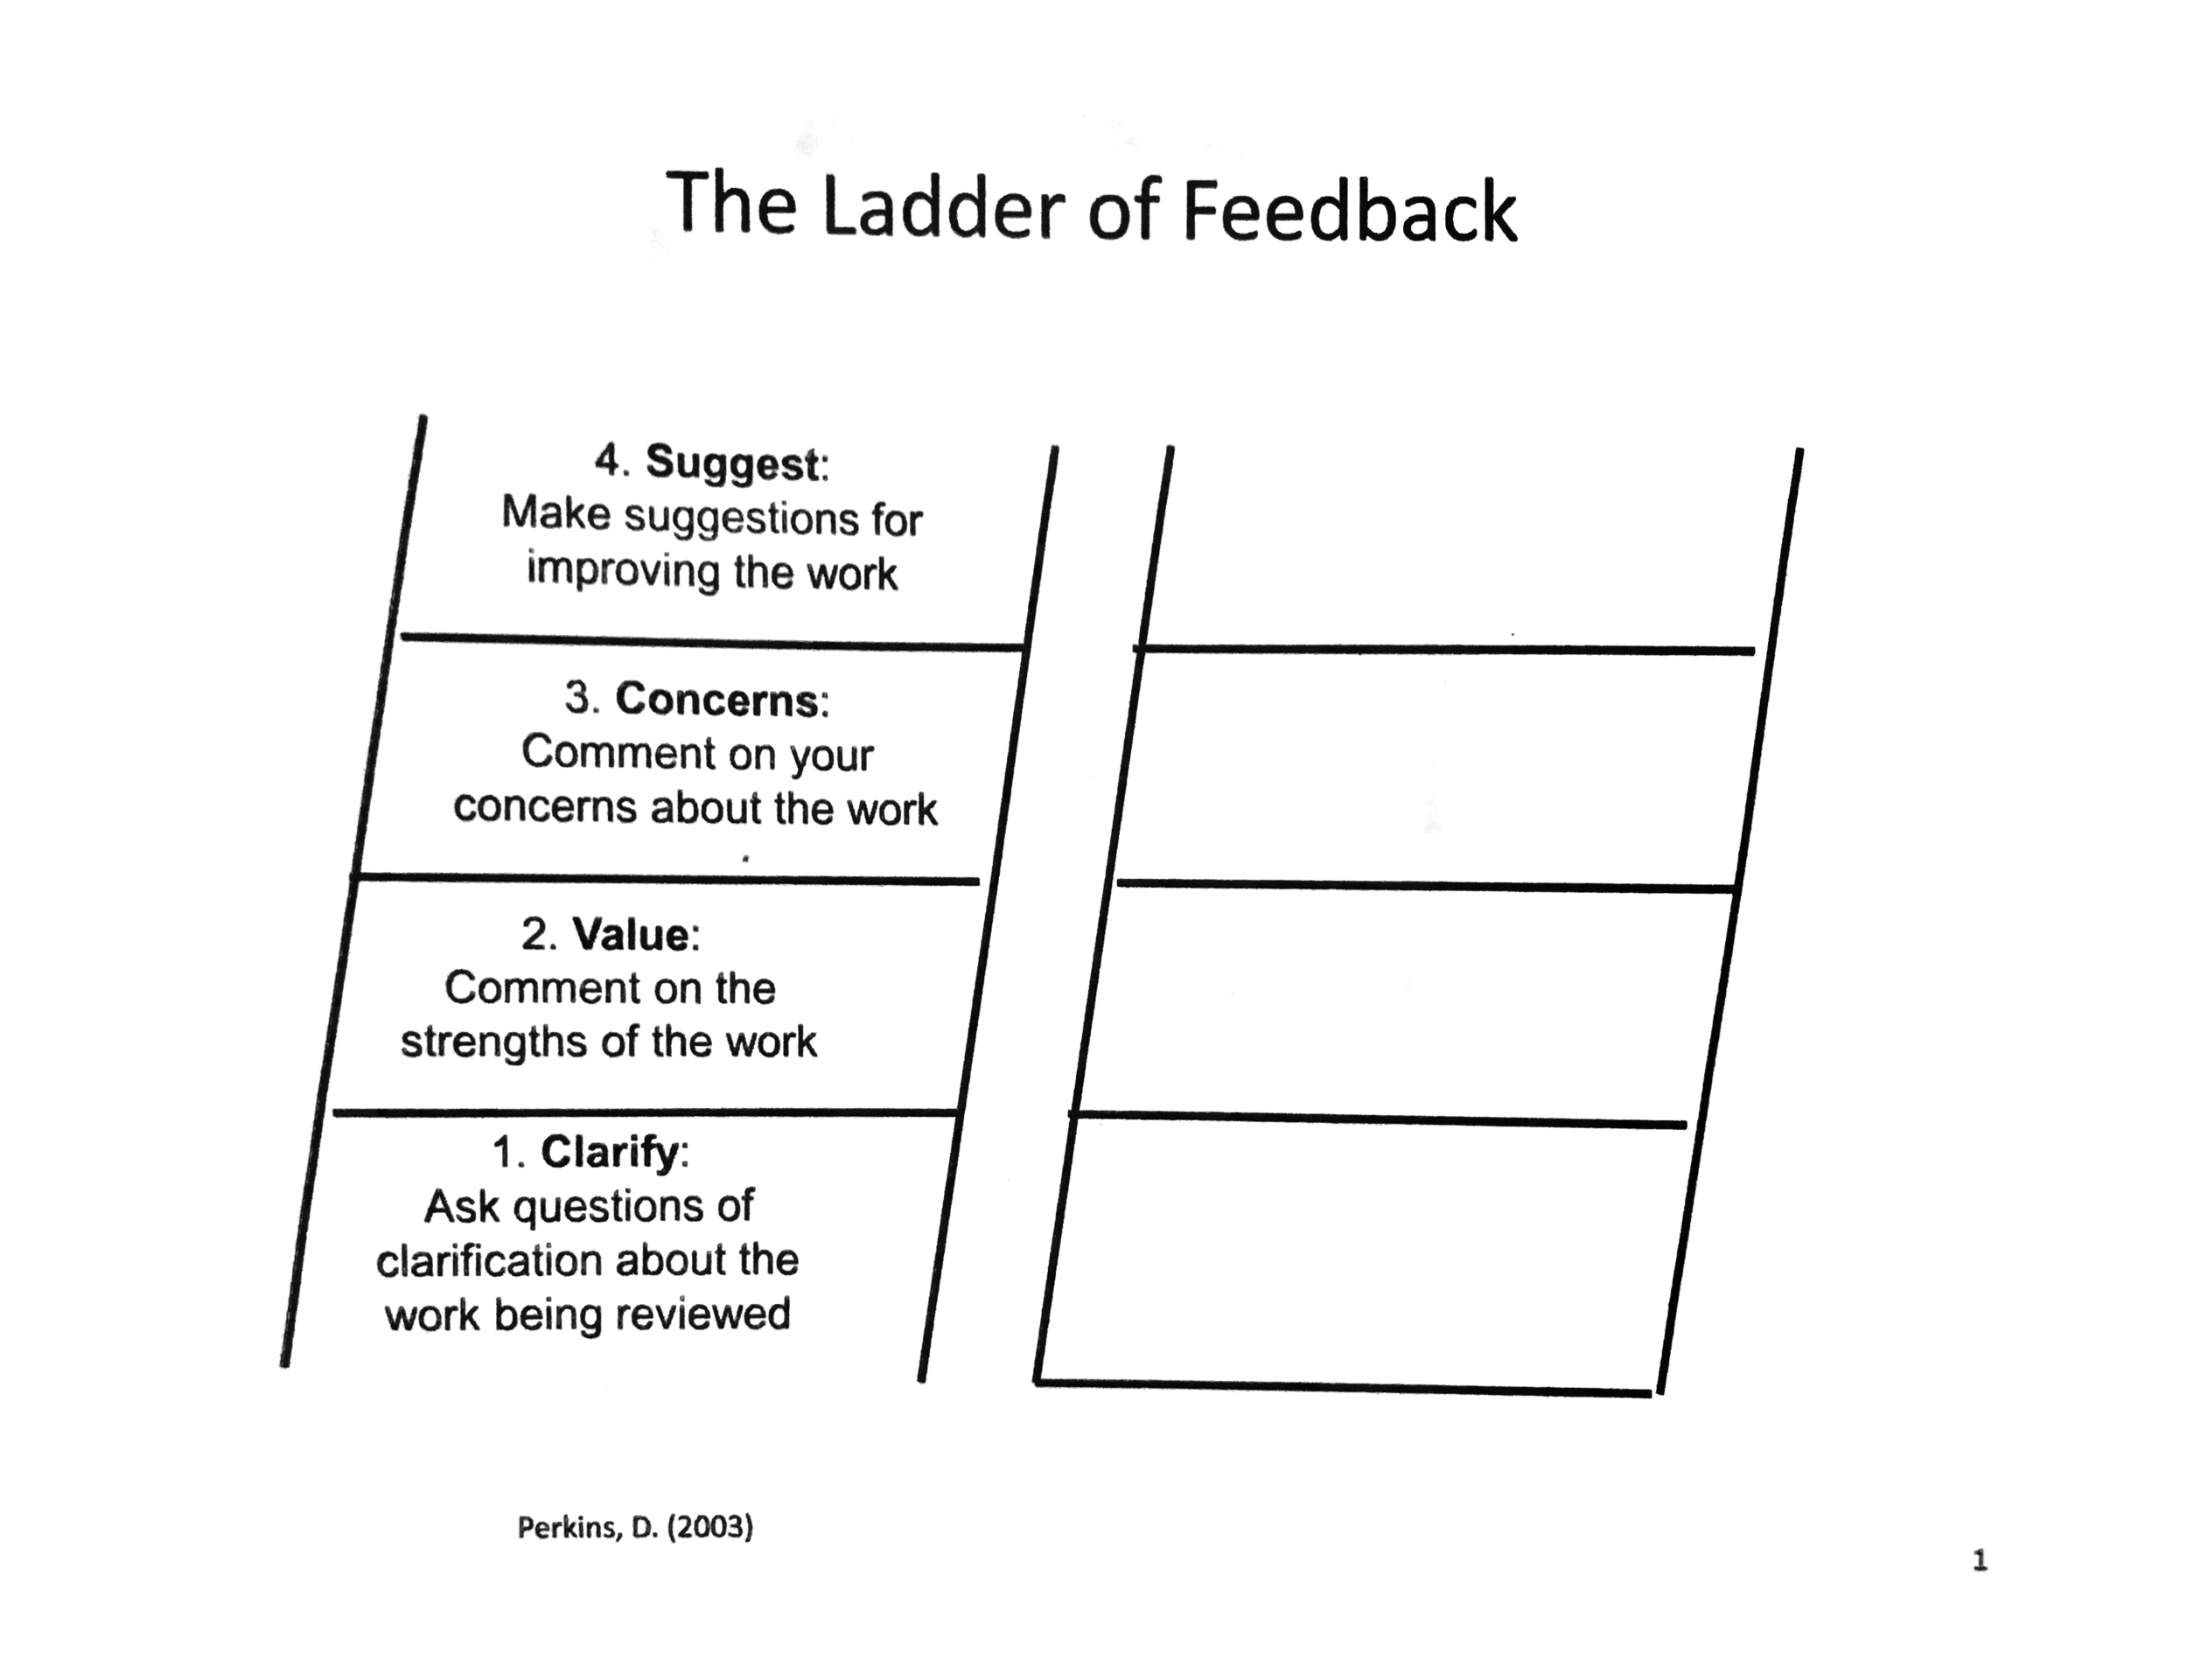 The Ladder of Feedback
4. Suggest:
Make suggestions for
improving the work
3. Concerns:
Comment on your
concerns about the work
2. Value:
Comment on the
strengths of the work
1. Clarify:
Ask questions of
clarification about the
work being reviewed
Perkins, D. (2003)
1